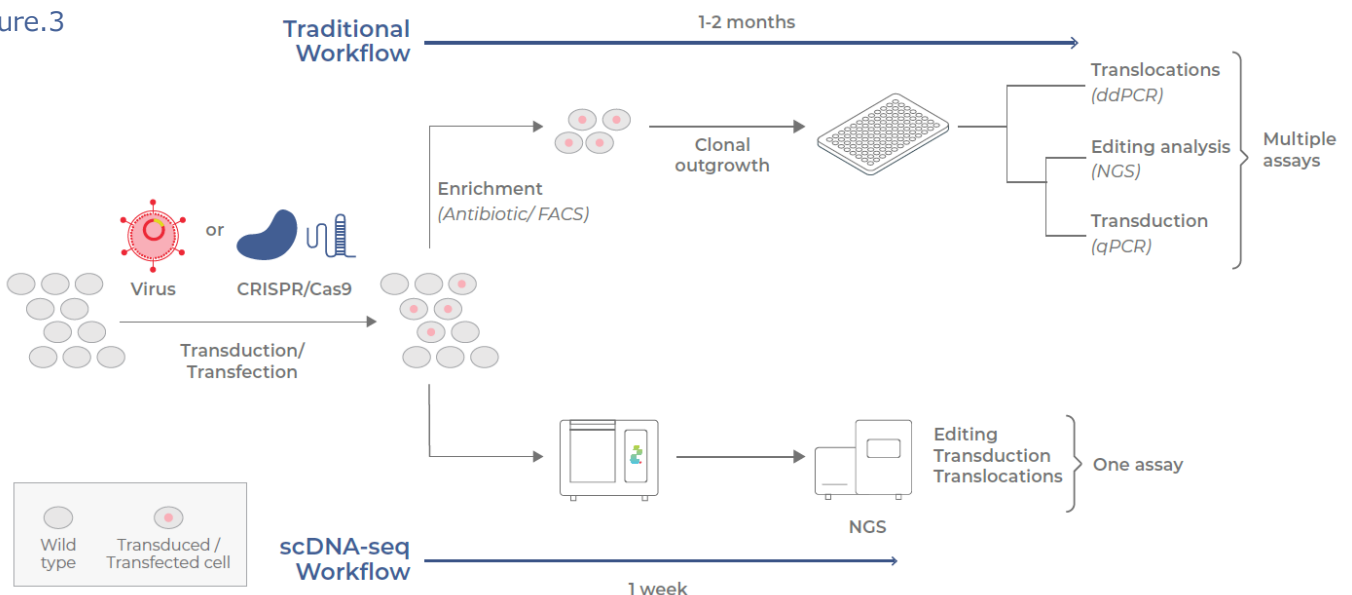 ure.3
Traditional
Workflow
1-2 months
Translocations
(ddPCR)
Clonal
outgrowth
Editing analysis
(NGS)
Multiple
assays
Enrichment
(Antibiotic/ FACS)
Transduction
(qPCR)
or
Virus
CRISPR/Cas9
Transduction/
Transfection
Editing
Transduction
Translocations
One assay
NGS
Wild
type
Transduced /
Transfected cell
scDNA-seq
Workflow
1 week